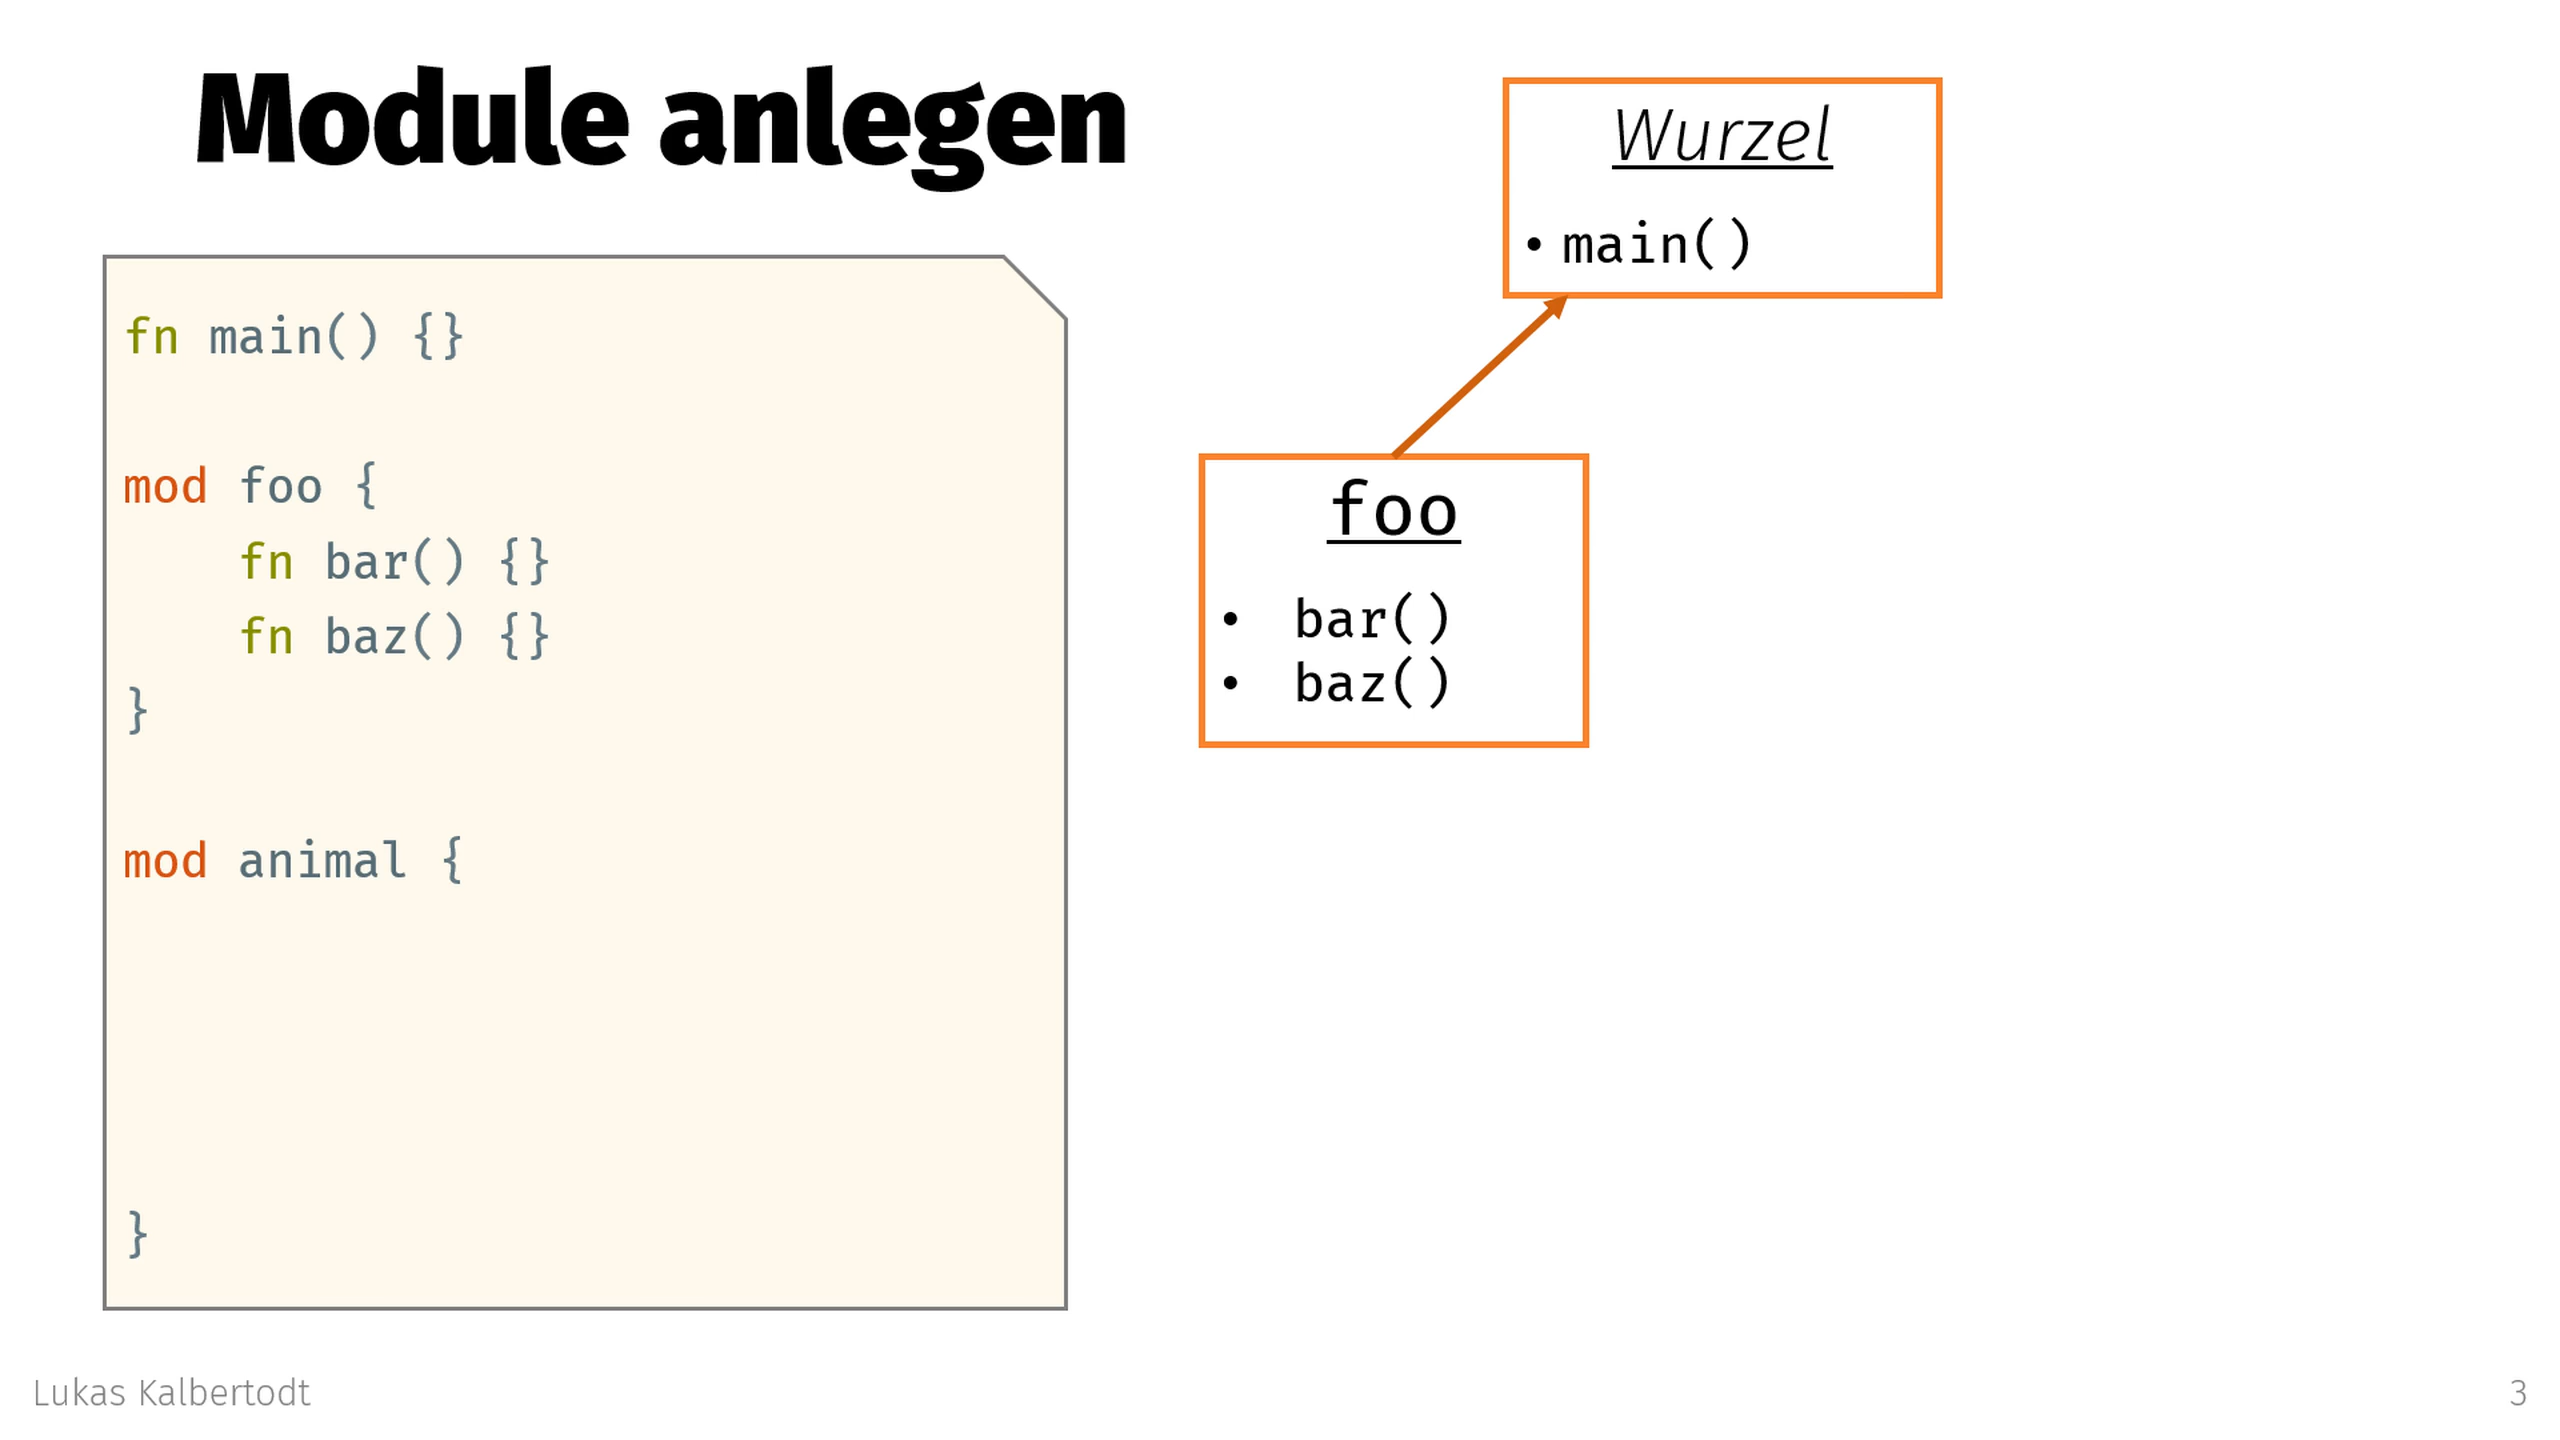 Module anlegen
fn main() {}
mod foo {
    fn bar() {}
    fn baz() {}
}
mod animal {
}
Wurzel
• main()
foo
• bar()
• baz()
Lukas Kalbertodt
3